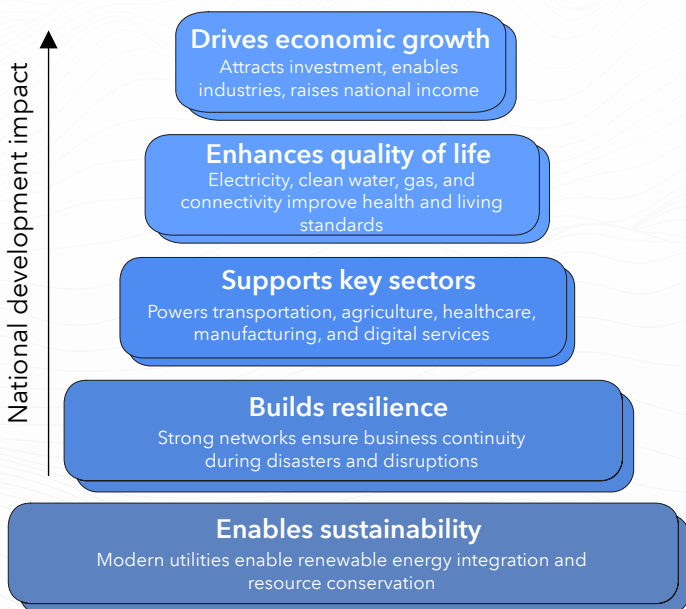 Drives economic growth
Attracts investment, enables
industries, raises national income
Enhances quality of life
Electricity, clean water, gas, and
connectivity improve health and living
standards
Supports key sectors
Powers transportation, agriculture, healthcare,
manufacturing, and digital services
Builds resilience
Strong networks ensure business continuity
during disasters and disruptions
Enables sustainability
Modern utilities enable renewable energy integration and
resource conservation
National development impact